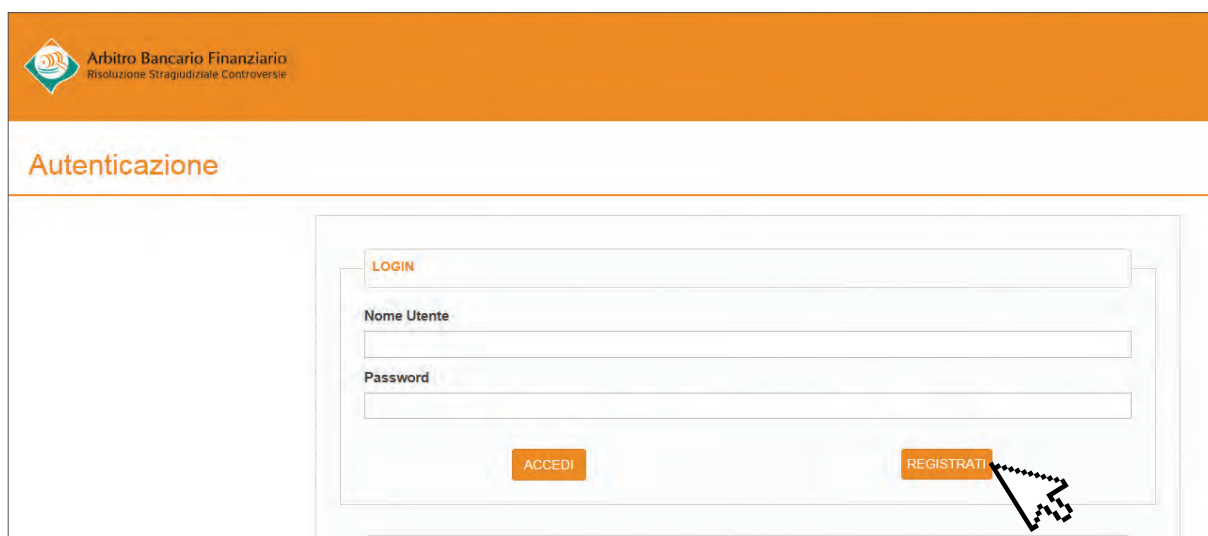 Arbitro Bancario Finanziario
Risoluzione Stragiudiziale Controversie
Autenticazione
LOGIN
Nome Utente
Password
ACCEDI
REGISTRATI